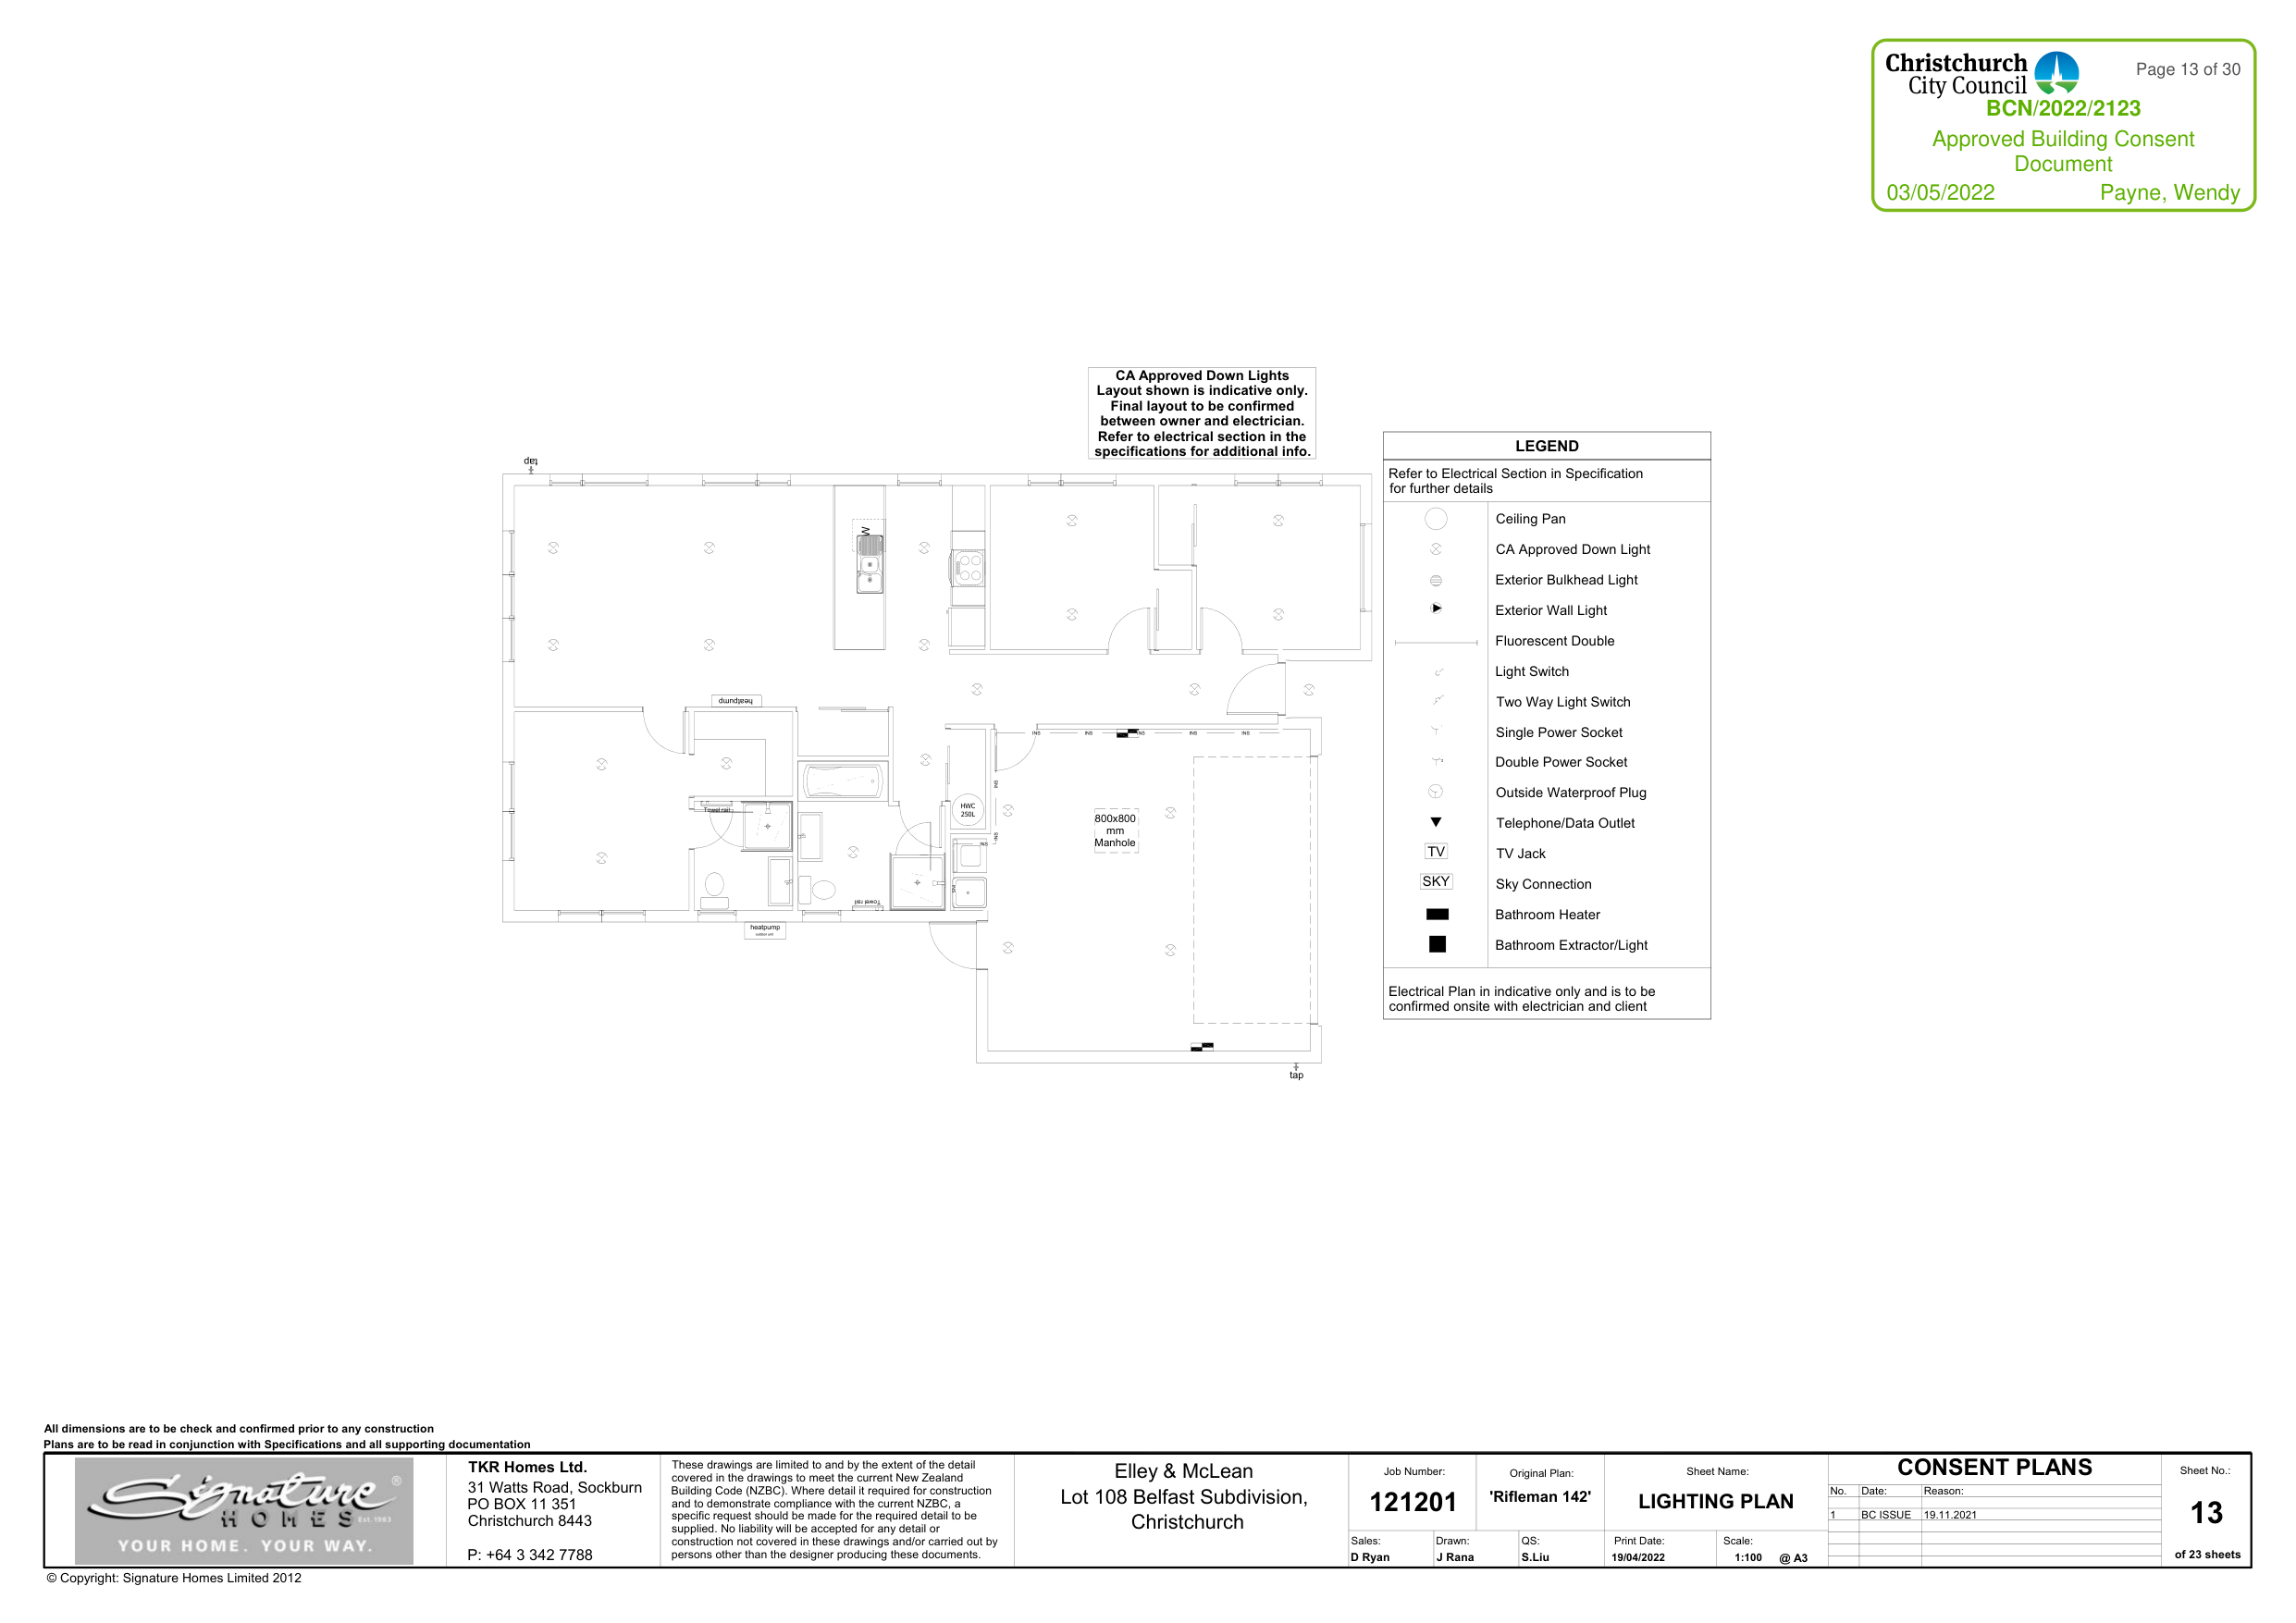 Christchurch
City Council
Page 13 of 30
BCN/2022/2123
Approved Building Consent
Document
03/05/2022 Payne, Wendy
CA Approved Down Lights
Layout shown is indicative only.
Final layout to be confirmed
between owner and electrician.
Refer to electrical section in the
specifications for additional info.
tap
W
heatpump
INS INS INS INS INS
INS
INS
INS
INS
HWC
250L
800x800
mm
Manhole
Towel rail
Towel rail
heatpump
outdoor unit
tap
LEGEND
Refer to Electrical Section in Specification
for further details
Ceiling Pan
CA Approved Down Light
Exterior Bulkhead Light
Exterior Wall Light
Fluorescent Double
Light Switch
Two Way Light Switch
Single Power Socket
Double Power Socket
Outside Waterproof Plug
Telephone/Data Outlet
TV TV Jack
SKY Sky Connection
Bathroom Heater
Bathroom Extractor/Light
Electrical Plan in indicative only and is to be
confirmed onsite with electrician and client
All dimensions are to be check and confirmed prior to any construction
Plans are to be read in conjunction with Specifications and all supporting documentation
Signature ®
HOMES Est. 1983
YOUR HOME. YOUR WAY.
TKR Homes Ltd.
31 Watts Road, Sockburn
PO BOX 11 351
Christchurch 8443
P: +64 3 342 7788
These drawings are limited to and by the extent of the detail
covered in the drawings to meet the current New Zealand
Building Code (NZBC). Where detail it required for construction
and to demonstrate compliance with the current NZBC, a
specific request should be made for the required detail to be
supplied. No liability will be accepted for any detail or
construction not covered in these drawings and/or carried out by
persons other than the designer producing these documents.
Elley & McLean
Lot 108 Belfast Subdivision,
Christchurch
Job Number:
121201
Original Plan:
'Rifleman 142'
Sales:
D Ryan
Drawn:
J Rana
QS:
S.Liu
Sheet Name:
LIGHTING PLAN
Print Date:
19/04/2022
Scale:
1:100 @ A3
CONSENT PLANS
No. Date: Reason:
1 BC ISSUE 19.11.2021
Sheet No.:
13
of 23 sheets
© Copyright: Signature Homes Limited 2012